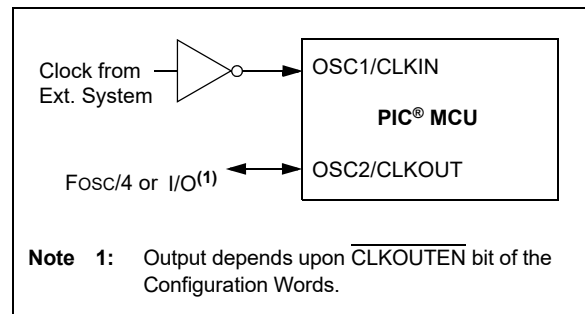 Clock from
Ext. System
OSC1/CLKIN
PIC® MCU
FOSC/4 or I/O(1)
OSC2/CLKOUT
Note 1: Output depends upon CLKOUTEN bit of the
Configuration Words.